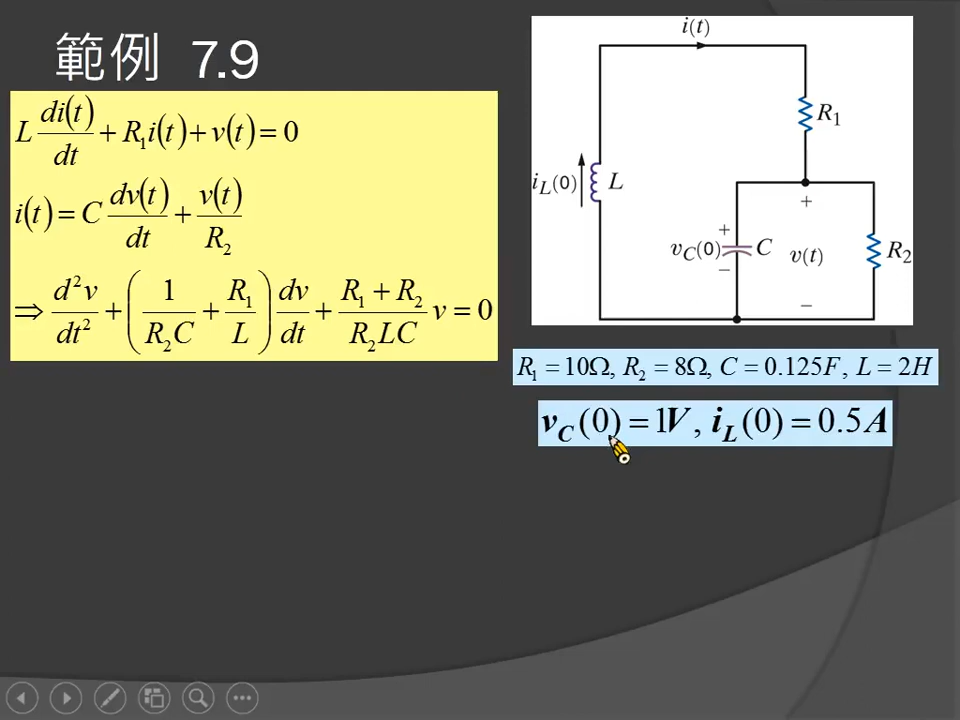 範例 7.9
L di(t)/dt + R₁i(t) + v(t) = 0
i(t) = C dv(t)/dt + v(t)/R₂
⇒ d²v/dt² + (1/R₂C + R₁/L) dv/dt + (R₁ + R₂)/R₂LC v = 0
i(t)
R₁
i_L(0)
L
+
+
v_C(0)
C
v(t)
R₂
−
−
R₁ = 10Ω, R₂ = 8Ω, C = 0.125F, L = 2H
v_C(0) = 1V, i_L(0) = 0.5A